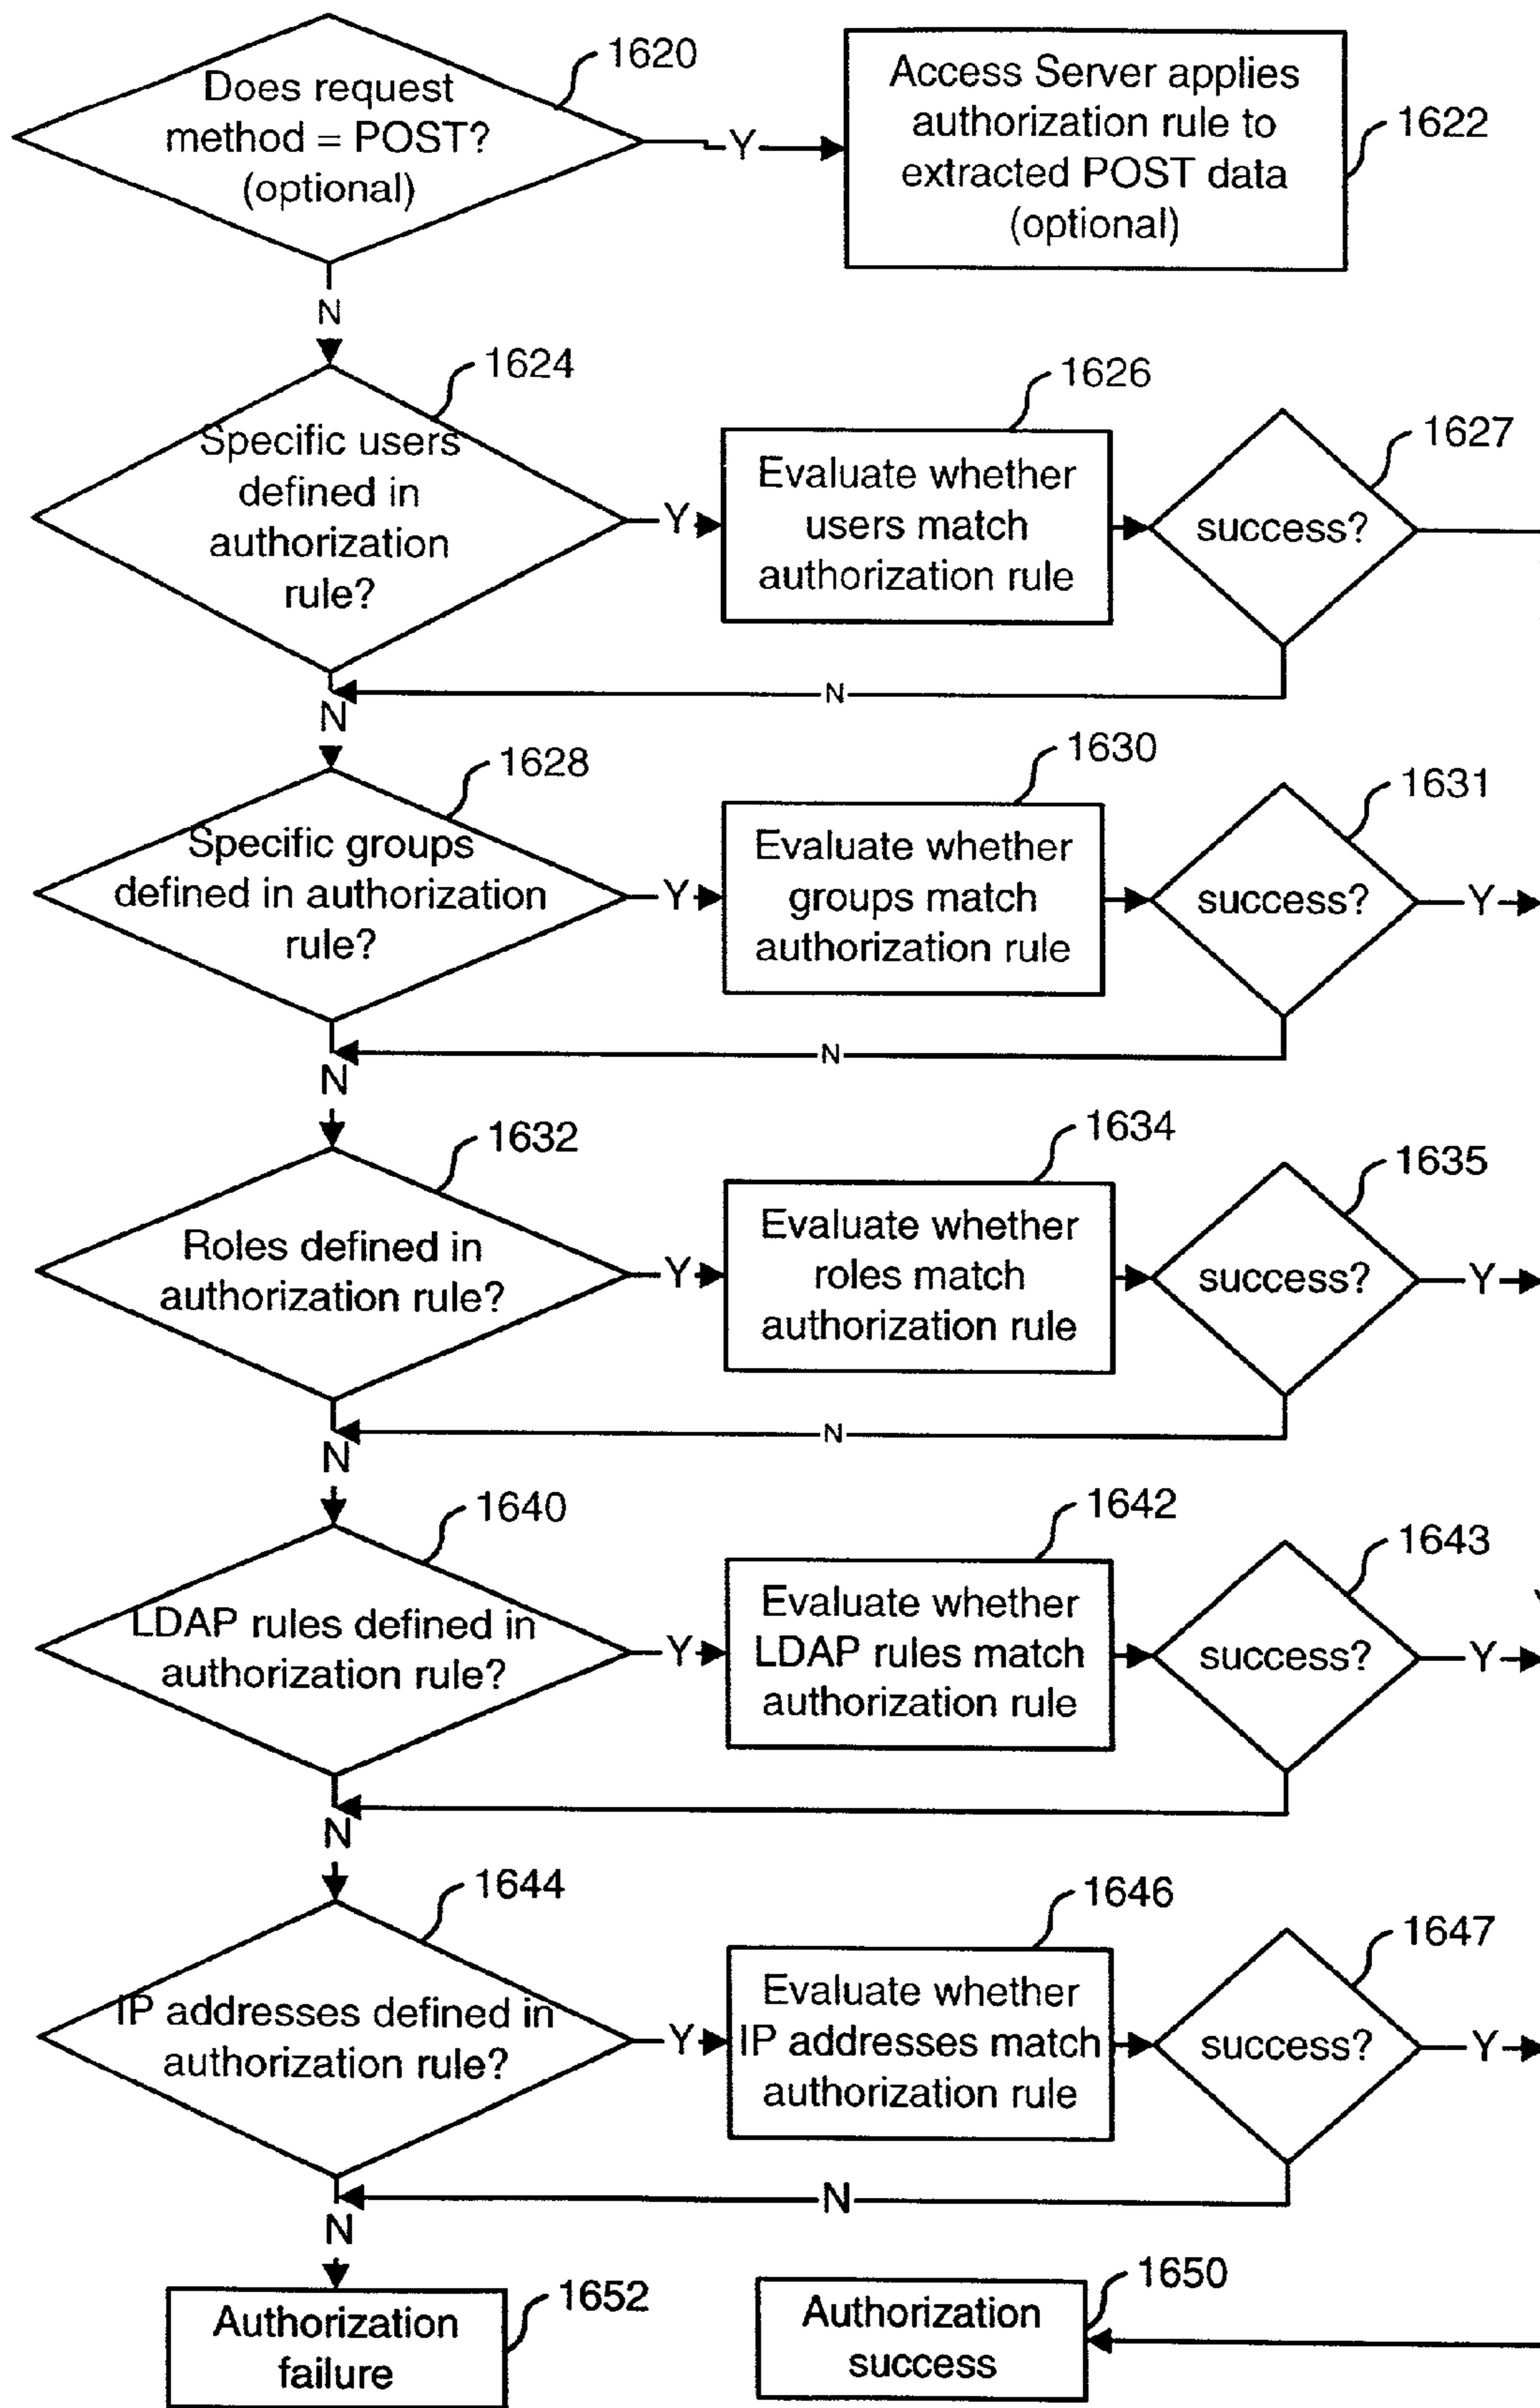 Does request
method = POST?
(optional)
1620
Y
Access Server applies
authorization rule to
extracted POST data
(optional)
1622
N
Specific users
defined in
authorization
rule?
1624
Y
Evaluate whether
users match
authorization rule
1626
success?
1627
N
N
Specific groups
defined in authorization
rule?
1628
Y
Evaluate whether
groups match
authorization rule
1630
success?
1631
Y
N
N
Roles defined in
authorization rule?
1632
Y
Evaluate whether
roles match
authorization rule
1634
success?
1635
Y
N
N
LDAP rules defined in
authorization rule?
1640
Y
Evaluate whether
LDAP rules match
authorization rule
1642
success?
1643
Y
N
IP addresses defined in
authorization rule?
1644
Y
Evaluate whether
IP addresses match
authorization rule
1646
success?
1647
Y
N
N
Authorization
failure
1652
Authorization
success
1650